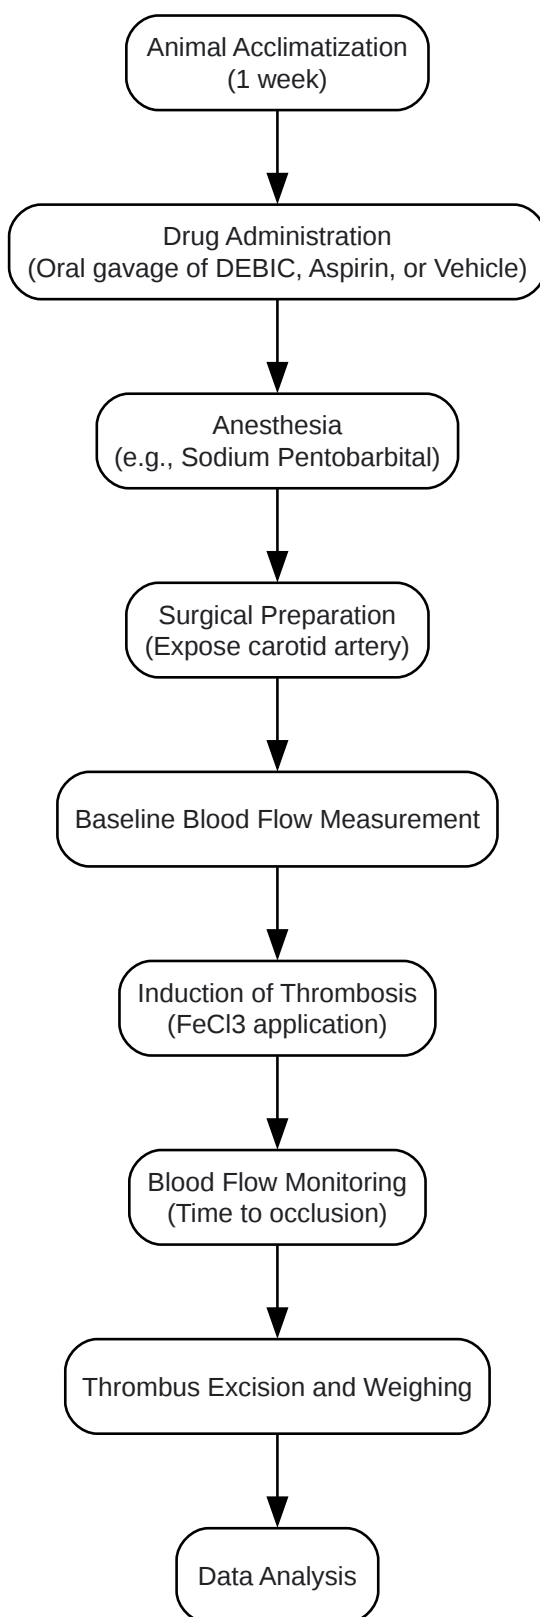 Animal Acclimatization
(1 week)
Drug Administration
(Oral gavage of DEBIC, Aspirin, or Vehicle)
Anesthesia
(e.g., Sodium Pentobarbital)
Surgical Preparation
(Expose carotid artery)
Baseline Blood Flow Measurement
Induction of Thrombosis
(FeCl3 application)
Blood Flow Monitoring
(Time to occlusion)
Thrombus Excision and Weighing
Data Analysis